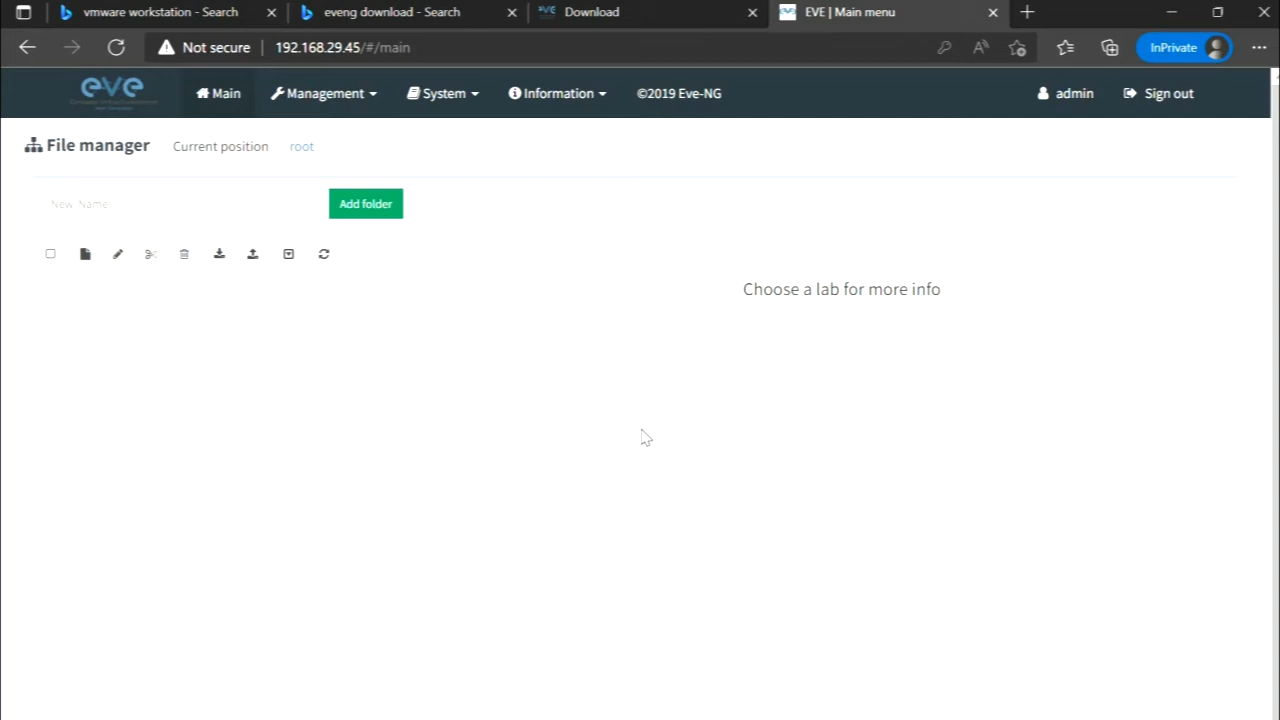 vmware workstation - Search
eveng download - Search
Download
EVE | Main menu
Not secure
192.168.29.45/#/main
InPrivate
eve
Main
Management
System
Information
©2019 Eve-NG
admin
Sign out
File manager
Current position
root
New Name
Add folder
Choose a lab for more info